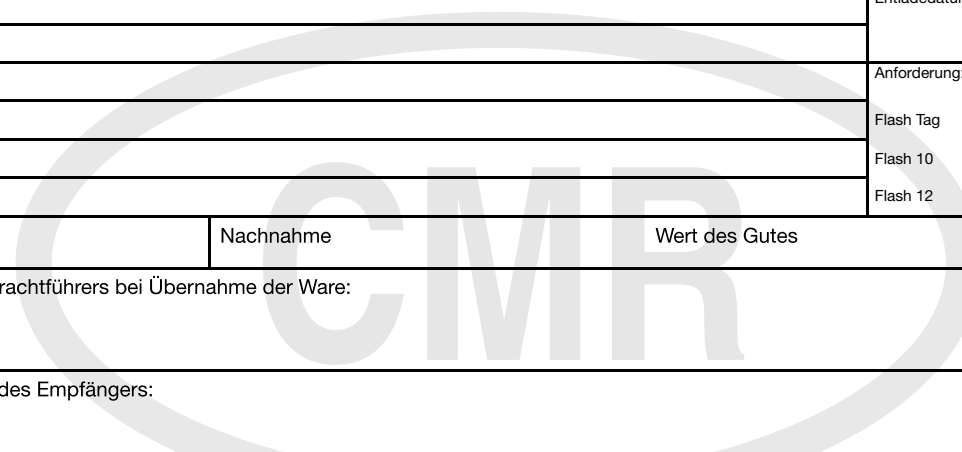 Anforderung:
Flash Tag
Flash 10
Flash 12
CMR
Nachnahme Wert des Gutes
rachtführers bei Übernahme der Ware:
des Empfängers: